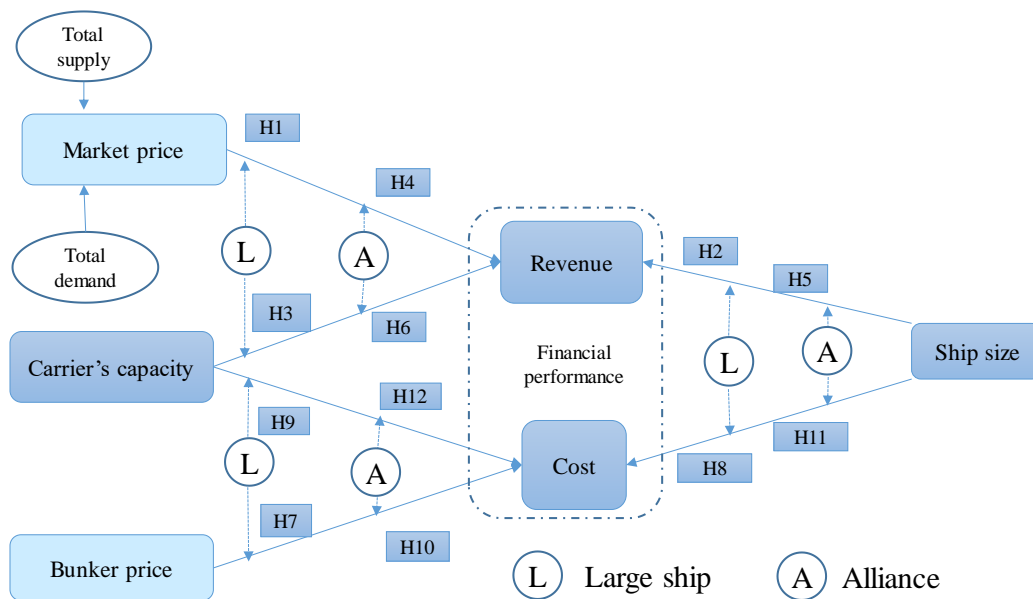 Total
supply
H1
Market price
H4
L
A
Revenue
H2
H5
Total
demand
H3
H6
Carrier’s capacity
Financial
performance
L
A
Ship size
H12
H9
H11
L
A
Cost
H8
H7
H10
Bunker price
L Large ship
A Alliance